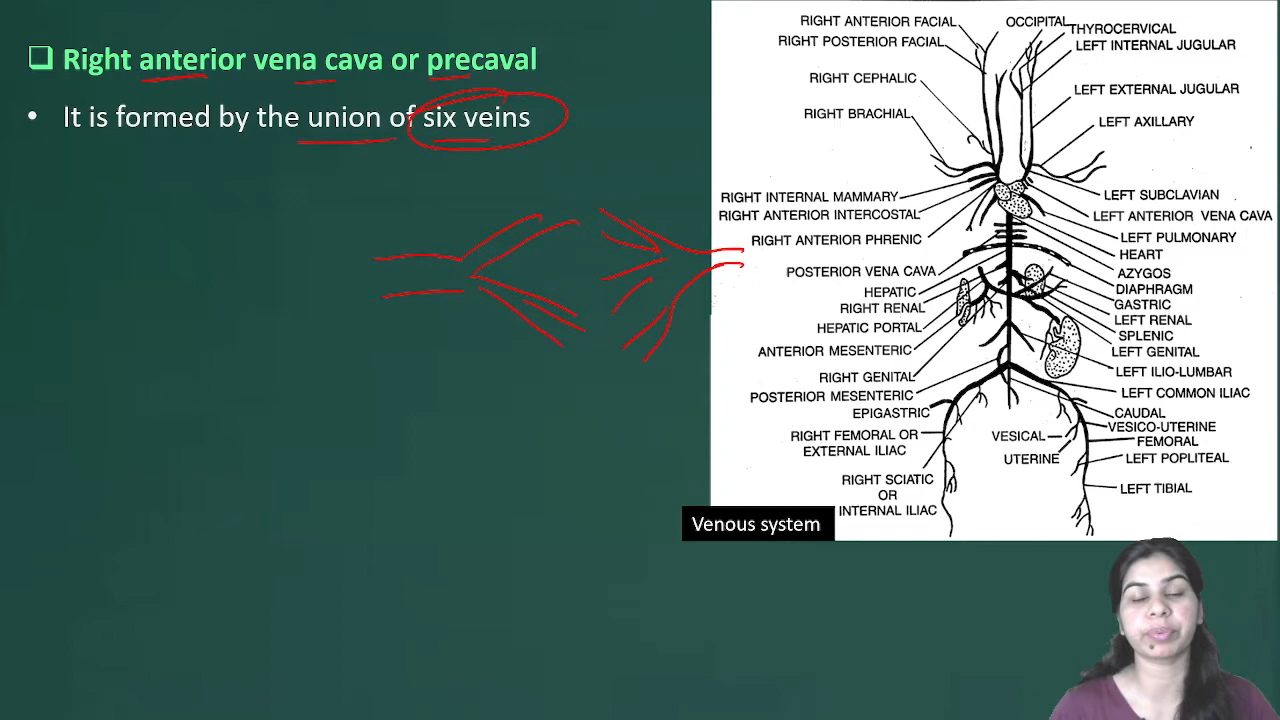 Right anterior vena cava or precaval
It is formed by the union of six veins
RIGHT ANTERIOR FACIAL
RIGHT POSTERIOR FACIAL
RIGHT CEPHALIC
RIGHT BRACHIAL
RIGHT INTERNAL MAMMARY
RIGHT ANTERIOR INTERCOSTAL
RIGHT ANTERIOR PHRENIC
POSTERIOR VENA CAVA
HEPATIC
RIGHT RENAL
HEPATIC PORTAL
ANTERIOR MESENTERIC
RIGHT GENITAL
POSTERIOR MESENTERIC
EPIGASTRIC
RIGHT FEMORAL OR
EXTERNAL ILIAC
RIGHT SCIATIC
OR
INTERNAL ILIAC
OCCIPITAL
THYROCERVICAL
LEFT INTERNAL JUGULAR
LEFT EXTERNAL JUGULAR
LEFT AXILLARY
LEFT SUBCLAVIAN
LEFT ANTERIOR VENA CAVA
LEFT PULMONARY
HEART
AZYGOS
DIAPHRAGM
GASTRIC
LEFT RENAL
SPLENIC
LEFT GENITAL
LEFT ILIO-LUMBAR
LEFT COMMON ILIAC
CAUDAL
VESICO-UTERINE
VESICAL
FEMORAL
UTERINE
LEFT POPLITEAL
LEFT TIBIAL
Venous system